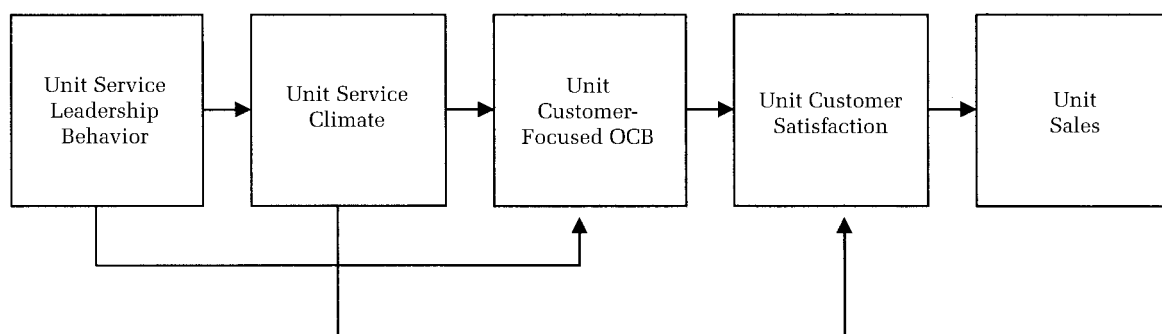 Unit Service
Leadership
Behavior
Unit Service
Climate
Unit
Customer-
Focused OCB
Unit Customer
Satisfaction
Unit
Sales